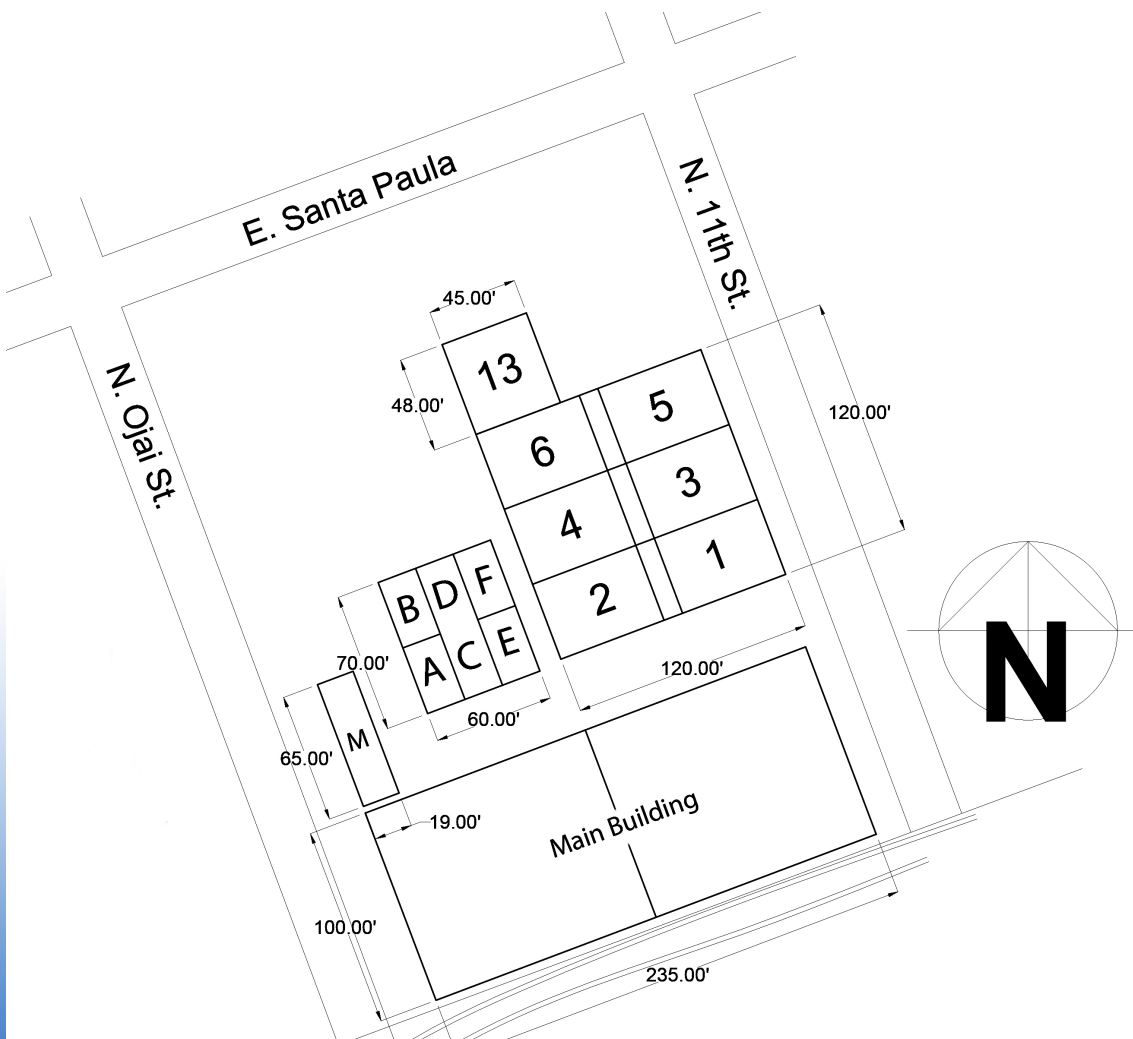 E. Santa Paula
N. 11th St.
N. Ojai St.
45.00'
13
48.00'
5
120.00'
6
3
4
1
2
B
D
F
A
C
E
70.00'
60.00'
120.00'
M
65.00'
19.00'
Main Building
100.00'
235.00'
N